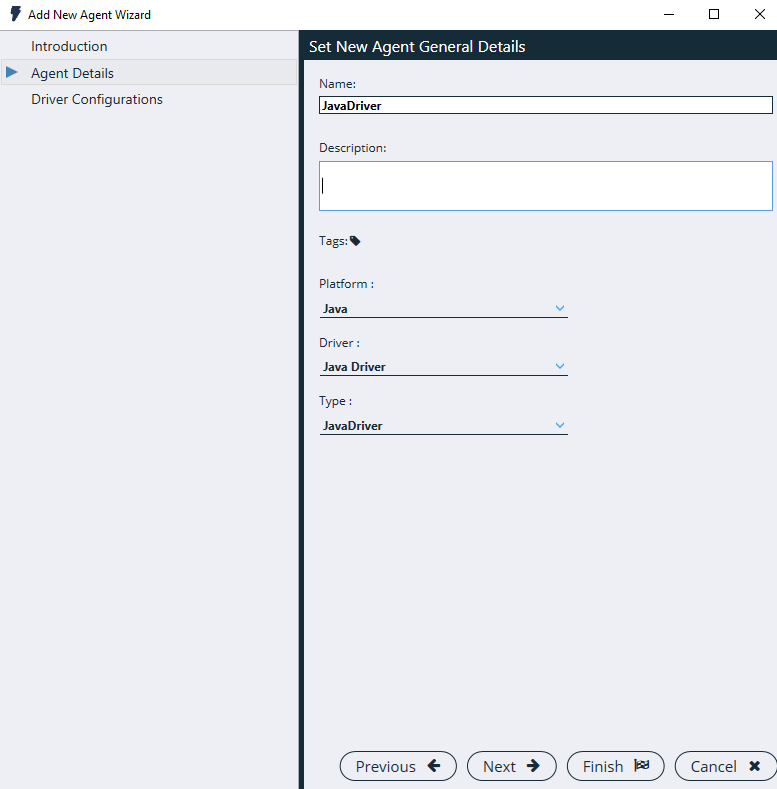 Add New Agent Wizard
Introduction
Agent Details
Driver Configurations
Set New Agent General Details
Name:
JavaDriver
Description:
Tags:
Platform :
Java
Driver :
Java Driver
Type :
JavaDriver
Previous
Next
Finish
Cancel